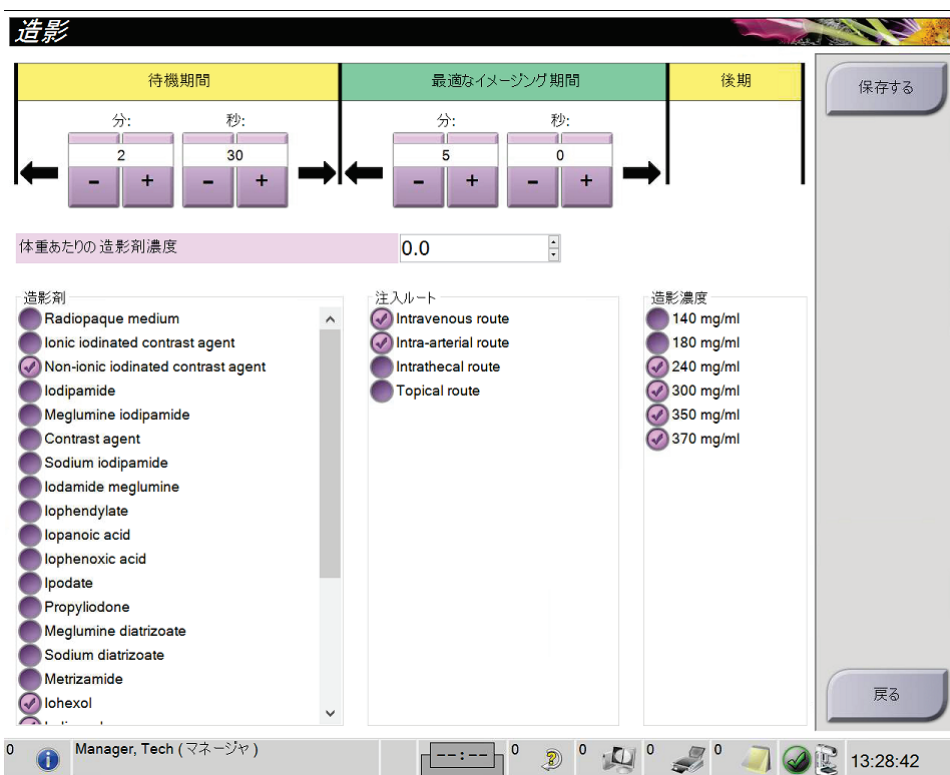 造影
待機期間
最適なイメージング期間
後期
保存する
分:
秒:
分:
秒:
2
30
5
0
- + - + - + - +
体重あたりの 造影剤濃度
0.0
造影剤
Radiopaque medium
Ionic iodinated contrast agent
Non-ionic iodinated contrast agent
Iodipamide
Meglumine iodipamide
Contrast agent
Sodium iodipamide
Iodamide meglumine
Iophendylate
Iopanoic acid
Iophenoxic acid
Ipodate
Propyliodone
Meglumine diatrizoate
Sodium diatrizoate
Metrizamide
Iohexol
注入ルート
Intravenous route
Intra-arterial route
Intrathecal route
Topical route
造影濃度
140 mg/ml
180 mg/ml
240 mg/ml
300 mg/ml
350 mg/ml
370 mg/ml
戻る
0
Manager, Tech (マネージャ)
--:--
0
0
0
0
13:28:42